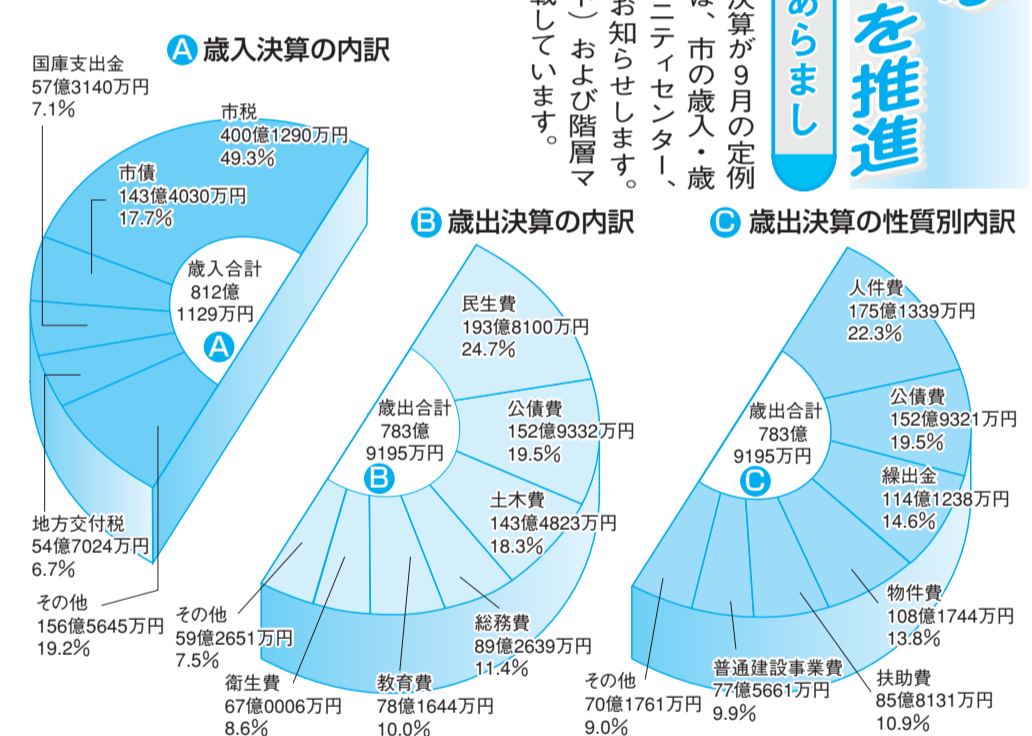 を推進
あらまし
決算が9月の定例
は、市の歳入・歳
ニティセンター、
お知らせします。
ト）および階層マ
載しています。
A 歳入決算の内訳
国庫支出金
57億3140万円
7.1%
市税
400億1290万円
49.3%
市債
143億4030万円
17.7%
歳入合計
812億
1129万円
A
地方交付税
54億7024万円
6.7%
その他
156億5645万円
19.2%
B 歳出決算の内訳
民生費
193億8100万円
24.7%
公債費
152億9332万円
19.5%
歳出合計
783億
9195万円
B
土木費
143億4823万円
18.3%
総務費
89億2639万円
11.4%
教育費
78億1644万円
10.0%
衛生費
67億0006万円
8.6%
その他
59億2651万円
7.5%
C 歳出決算の性質別内訳
人件費
175億1339万円
22.3%
公債費
152億9321万円
19.5%
歳出合計
783億
9195万円
C
繰出金
114億1238万円
14.6%
物件費
108億1744万円
13.8%
扶助費
85億8131万円
10.9%
普通建設事業費
77億5661万円
9.9%
その他
70億1761万円
9.0%